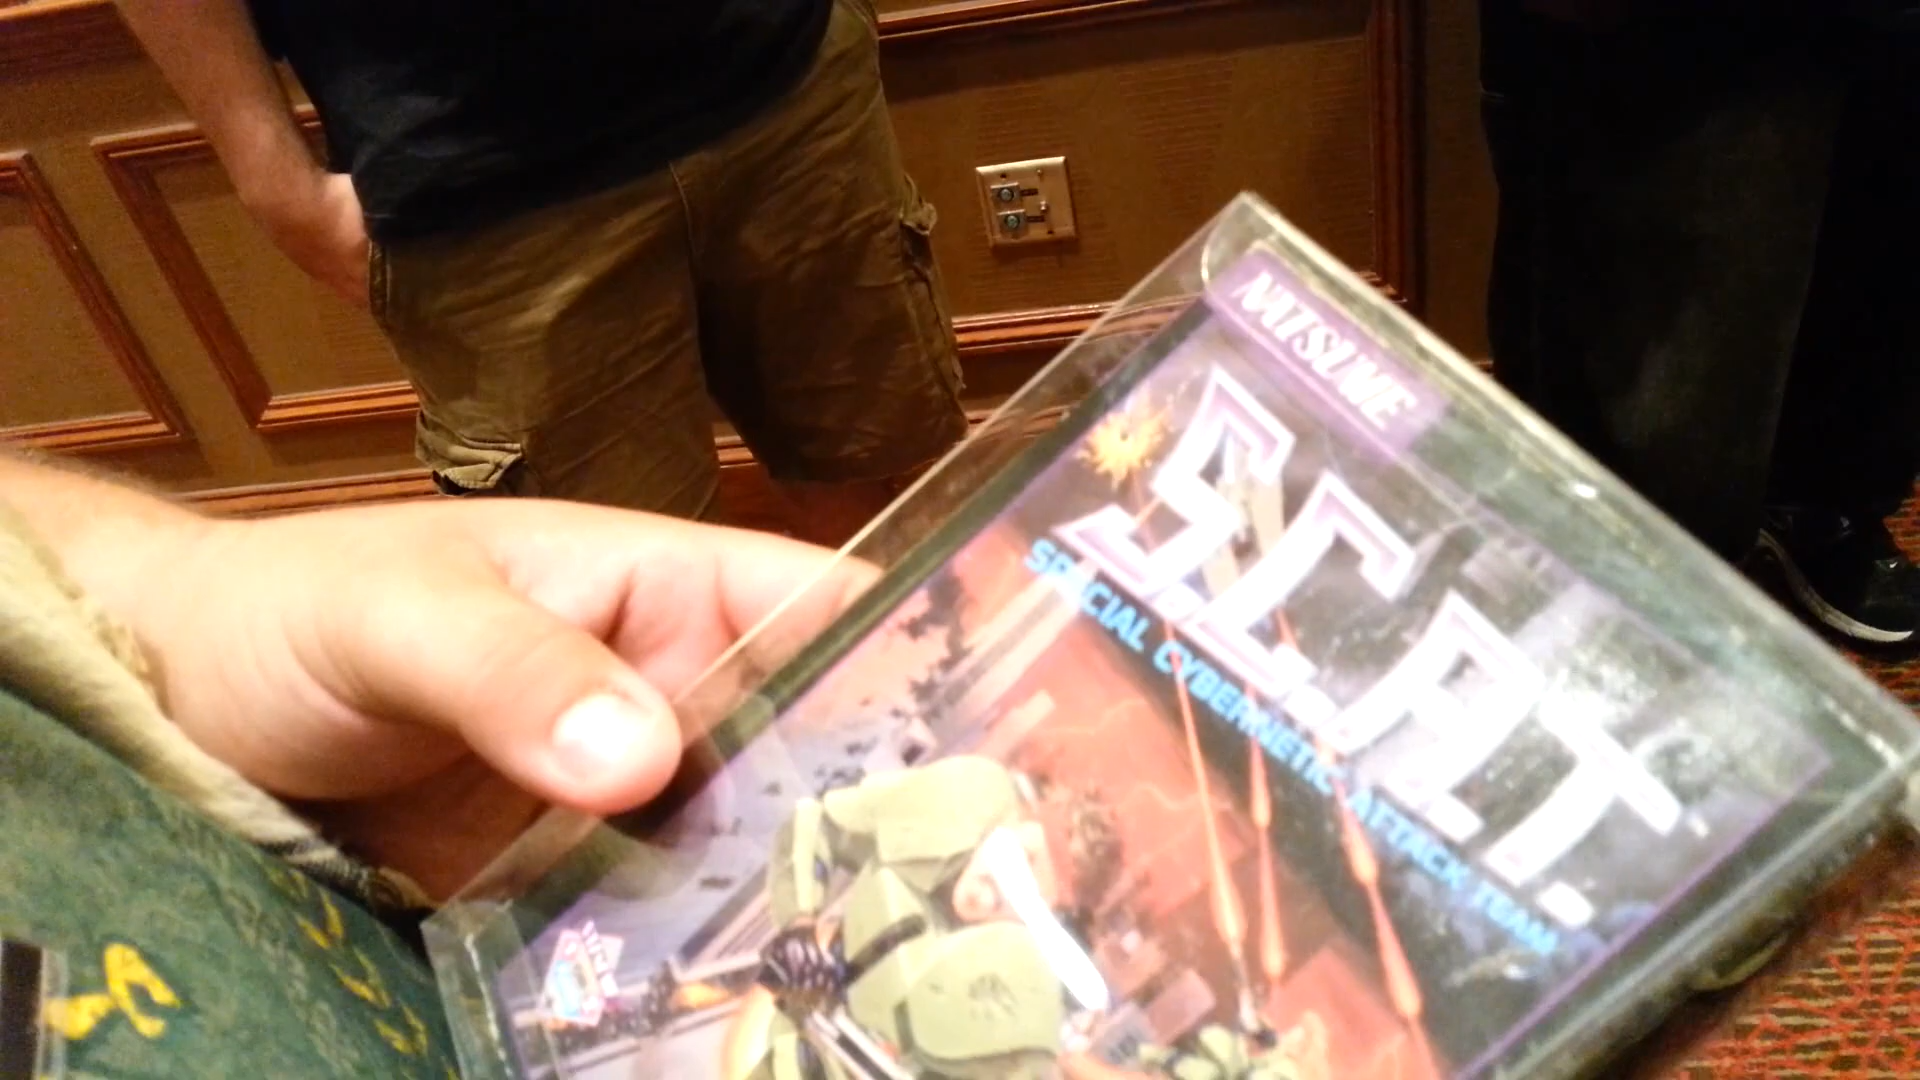 NATSUME
S.C.A.T.
SPECIAL CYBERNETIC ATTACK TEAM